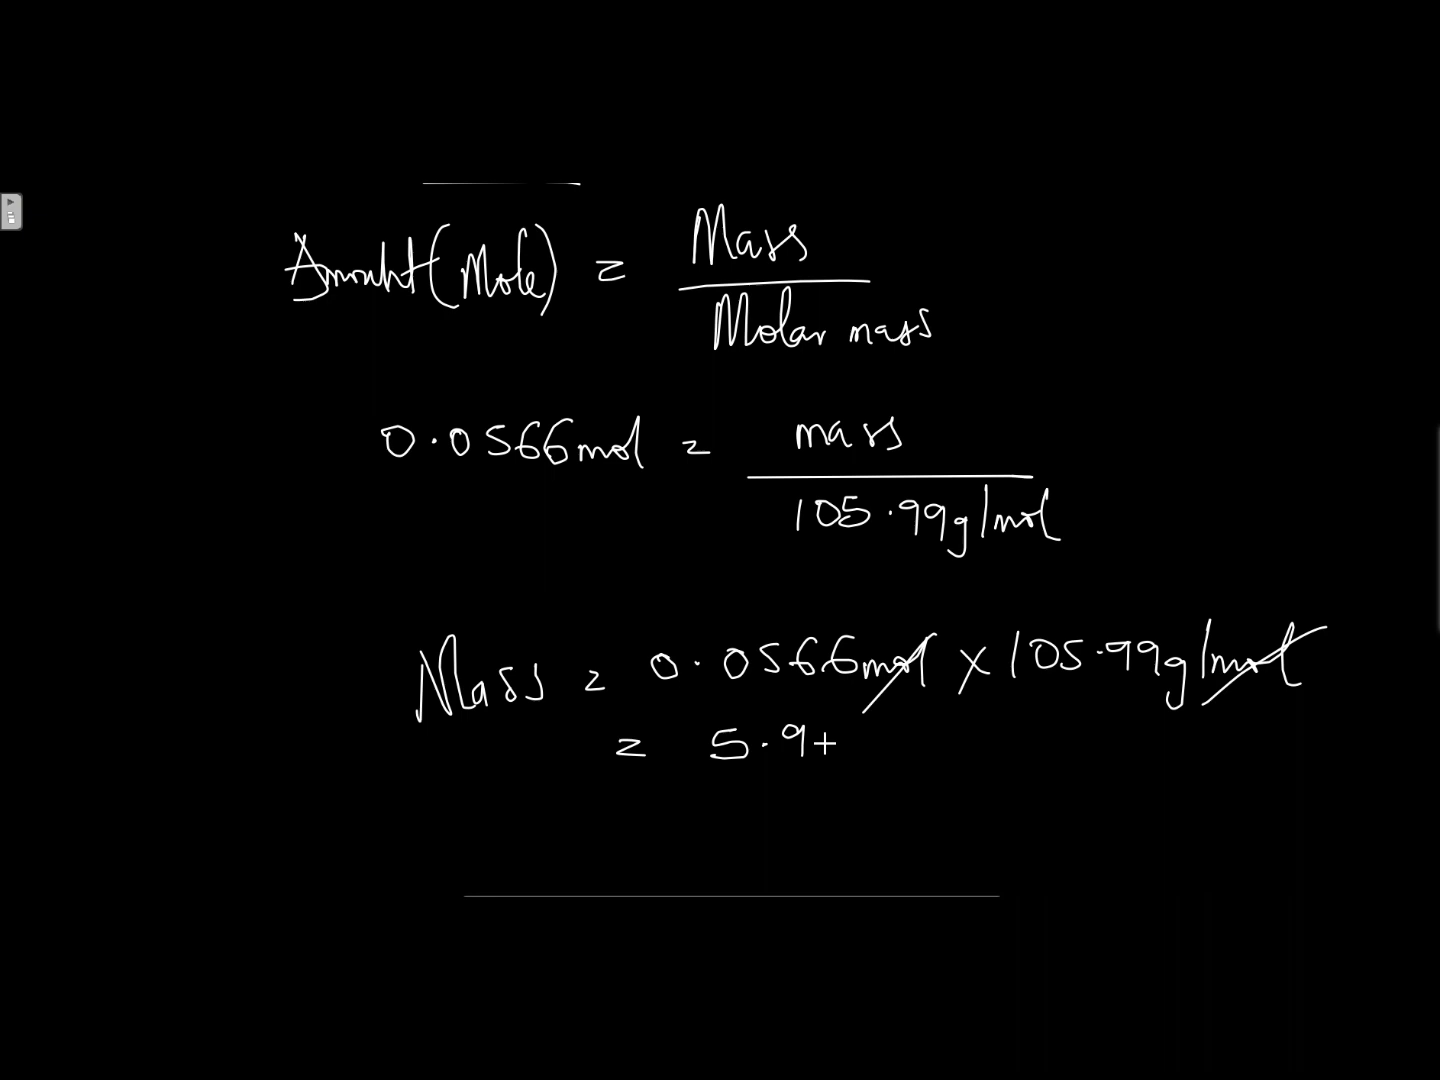 Amount (Mole) = Mass / Molar mass
0.0566mol = mass / 105.99g/mol
Mass = 0.0566mol × 105.99g/mol
= 5.9+